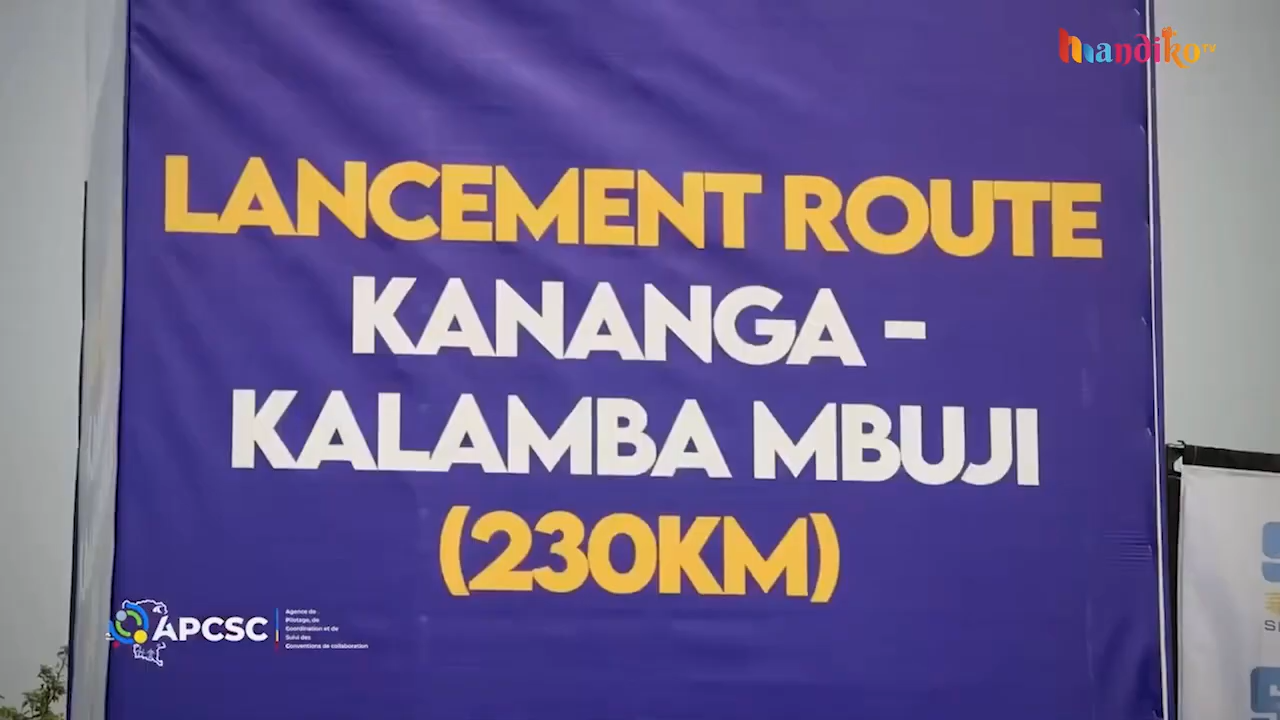 mandiko TV
LANCEMENT ROUTE
KANANGA -
KALAMBA MBUJI
(230KM)
APCSC
Agence de
Pilotage, de
Coordination et de
Suivi des
Conventions de collaboration